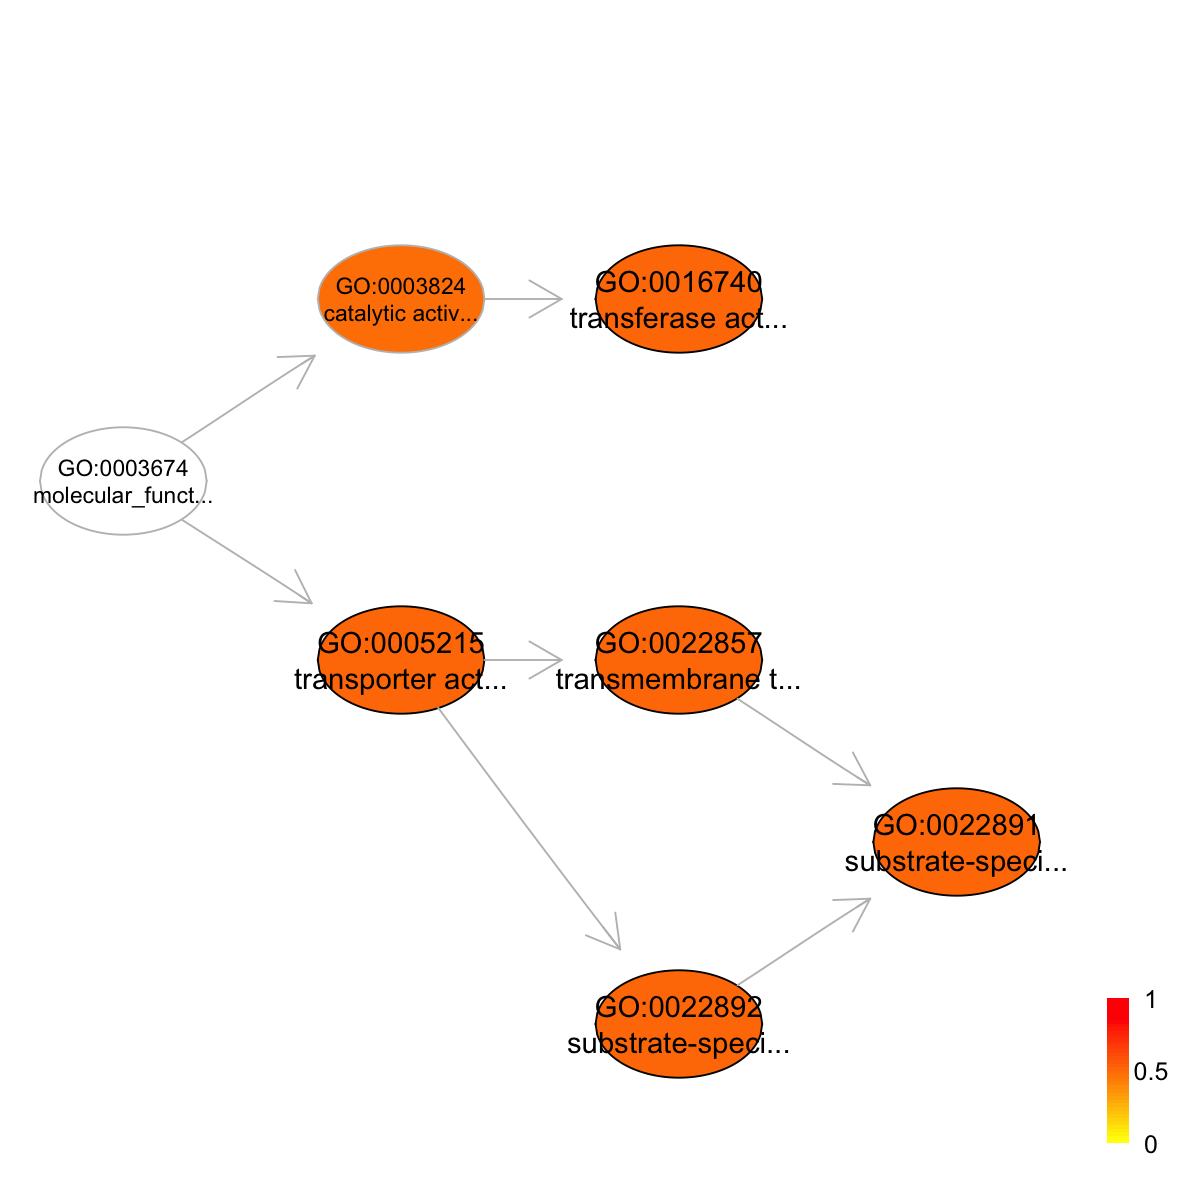 GO:0003824
catalytic activ...
GO:0016740
transferase act...
GO:0003674
molecular_funct...
GO:0005215
transporter act...
GO:0022857
transmembrane t...
GO:0022891
substrate-speci...
GO:0022892
substrate-speci...
1
0.5
0